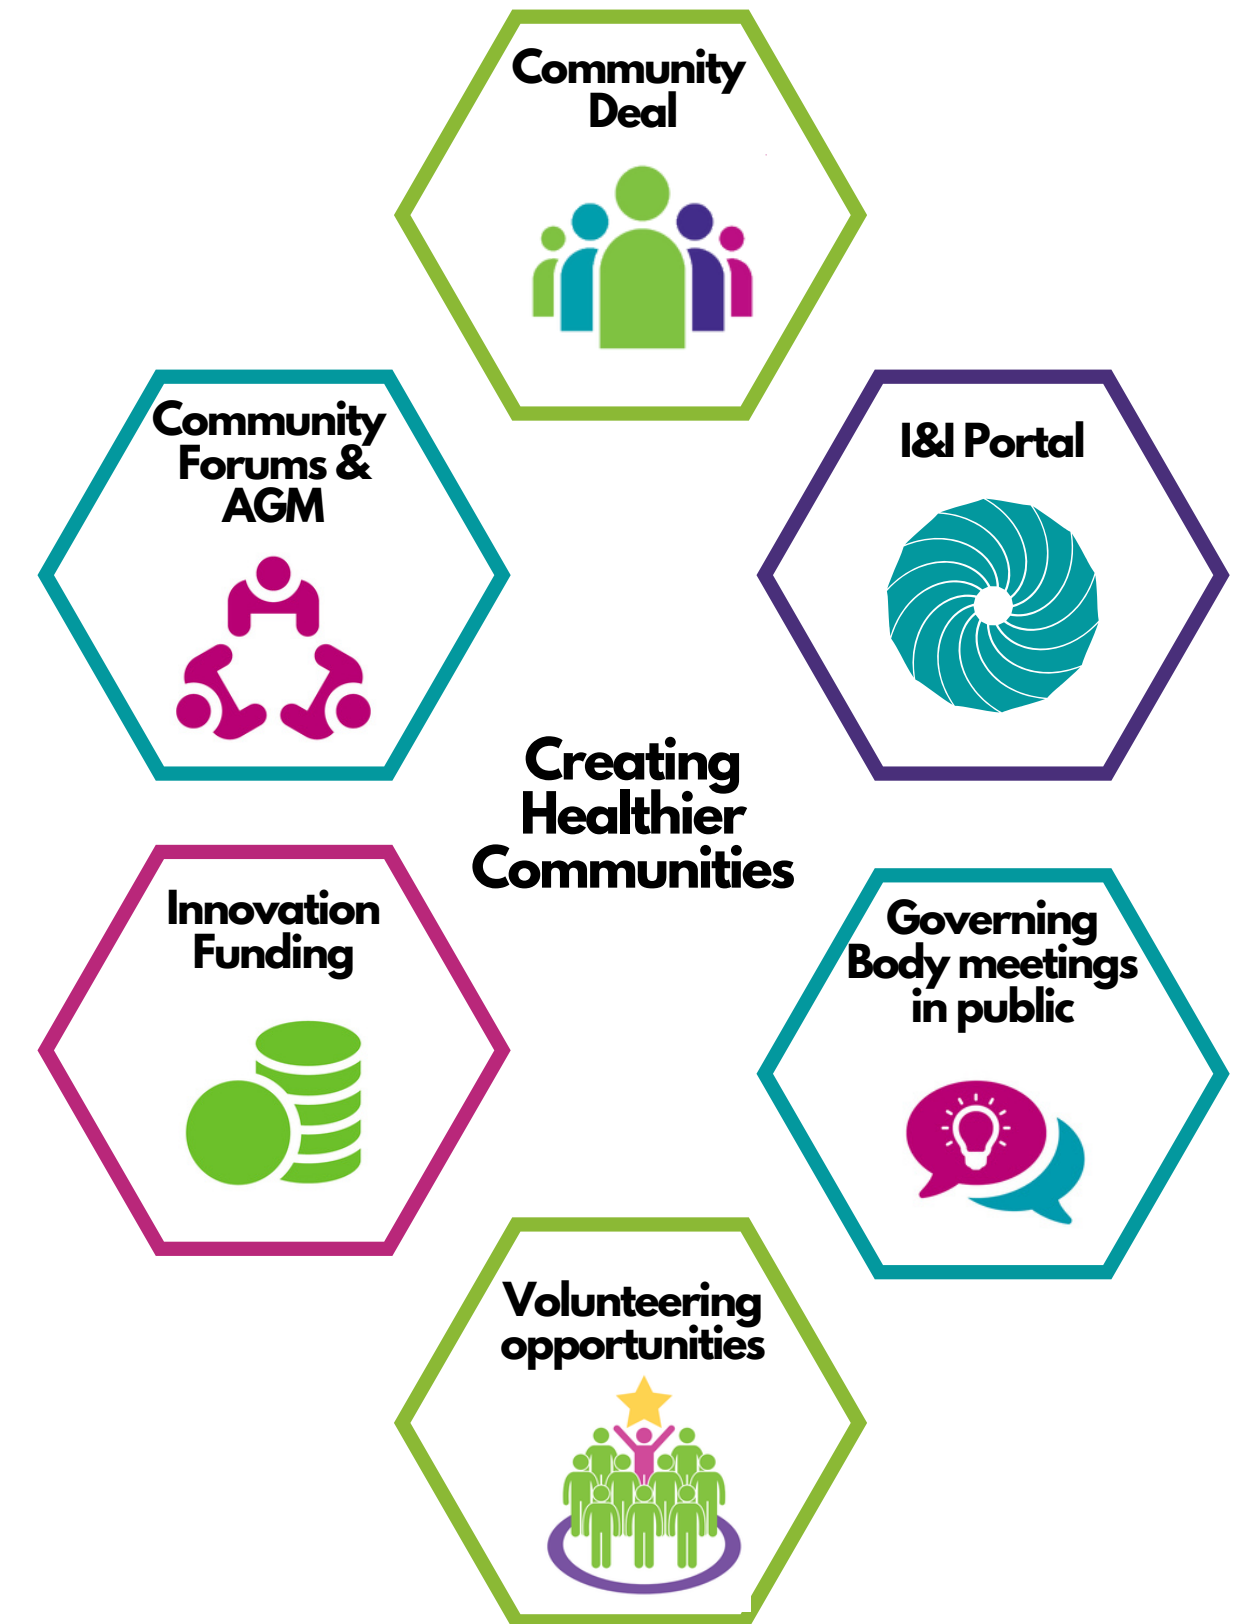 Community
Deal
Community
Forums &
AGM
I&I Portal
Creating
Healthier
Communities
Innovation
Funding
Governing
Body meetings
in public
Volunteering
opportunities